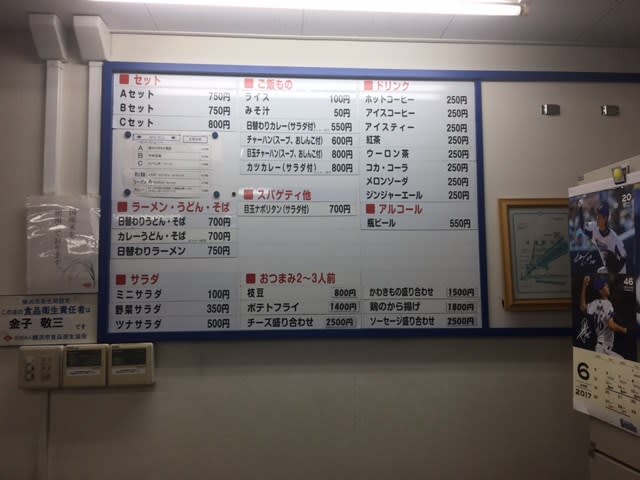 ■セット
Aセット 750円
Bセット 750円
Cセット 800円
A
B
C
■ラーメン・うどん・そば
日替わりうどん・そば 700円
カレーうどん・そば 700円
日替わりラーメン 750円
■サラダ
ミニサラダ 100円
野菜サラダ 350円
ツナサラダ 500円
■ご飯もの
ライス 100円
みそ汁 50円
日替わりカレー(サラダ付) 550円
チャーハン(スープ、おしんこ付) 600円
目玉チャーハン(スープ、おしんこ付) 800円
カツカレー(サラダ付) 800円
■スパゲティ他
目玉ナポリタン(サラダ付) 700円
■ドリンク
ホットコーヒー 250円
アイスコーヒー 250円
アイスティー 250円
紅茶 250円
ウーロン茶 250円
コカ・コーラ 250円
メロンソーダ 250円
ジンジャーエール 250円
■アルコール
瓶ビール 550円
■おつまみ2~3人前
枝豆 800円
ポテトフライ 1400円
チーズ盛り合わせ 2500円
かわきもの盛り合わせ 1500円
鶏のから揚げ 1800円
ソーセージ盛り合わせ 2500円
この店の食品衛生責任者は
金子 敬三 です
20
46
6
2017